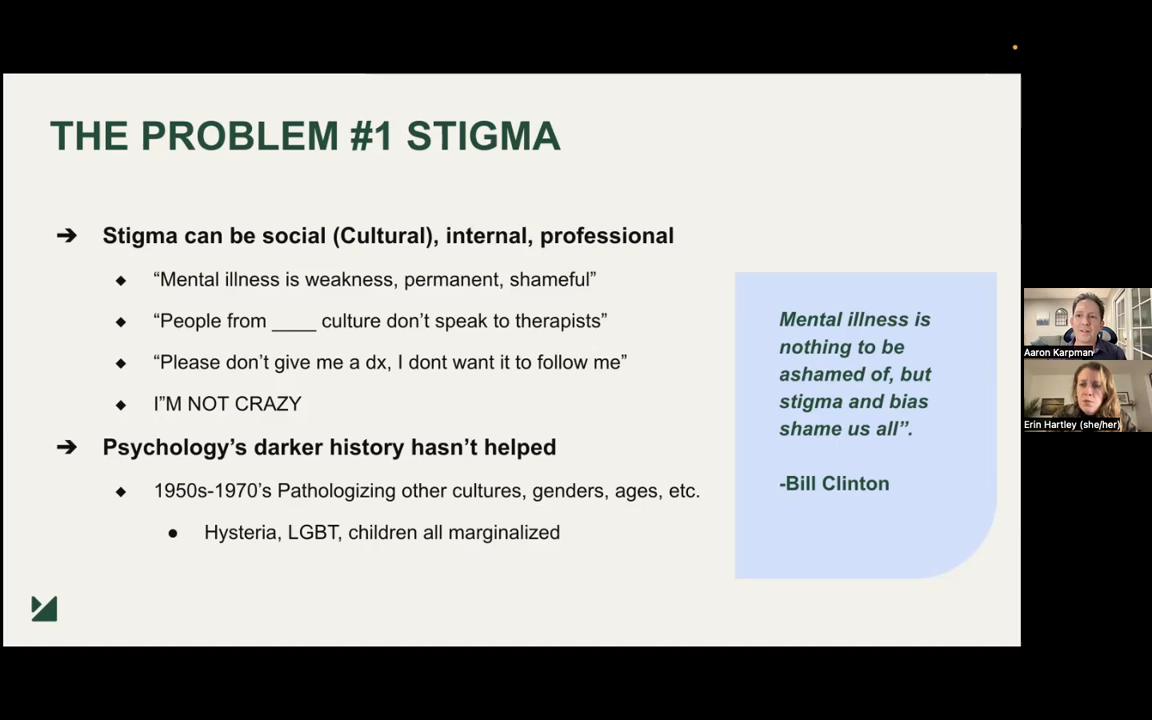 THE PROBLEM #1 STIGMA
➔ Stigma can be social (Cultural), internal, professional
◆ “Mental illness is weakness, permanent, shameful”
◆ “People from ____ culture don’t speak to therapists”
◆ “Please don’t give me a dx, I dont want it to follow me”
◆ I”M NOT CRAZY
➔ Psychology’s darker history hasn’t helped
◆ 1950s-1970’s Pathologizing other cultures, genders, ages, etc.
● Hysteria, LGBT, children all marginalized
Mental illness is
nothing to be
ashamed of, but
stigma and bias
shame us all”.
-Bill Clinton
Aaron Karpman
Erin Hartley (she/her)